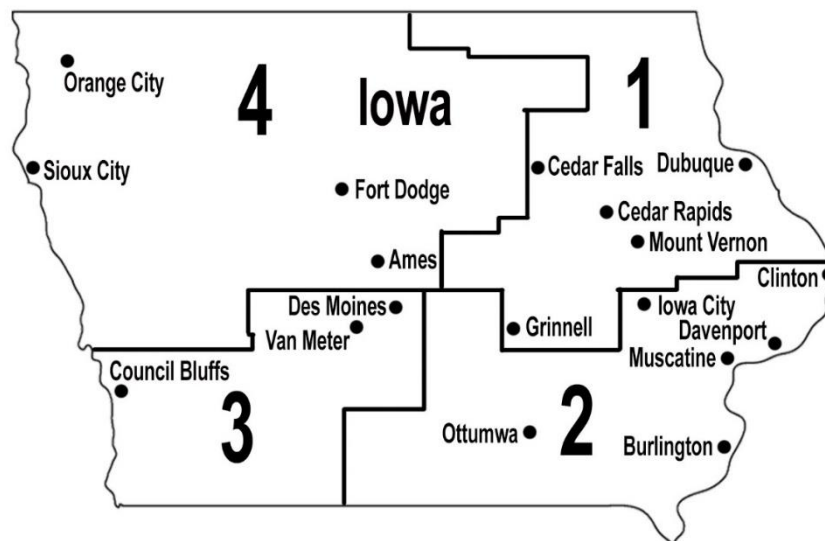 Orange City
4
Iowa
1
Sioux City
Fort Dodge
Cedar Falls
Dubuque
Cedar Rapids
Mount Vernon
Ames
Clinton
Des Moines
Iowa City
Van Meter
Grinnell
Davenport
Muscatine
Council Bluffs
3
Ottumwa
2
Burlington